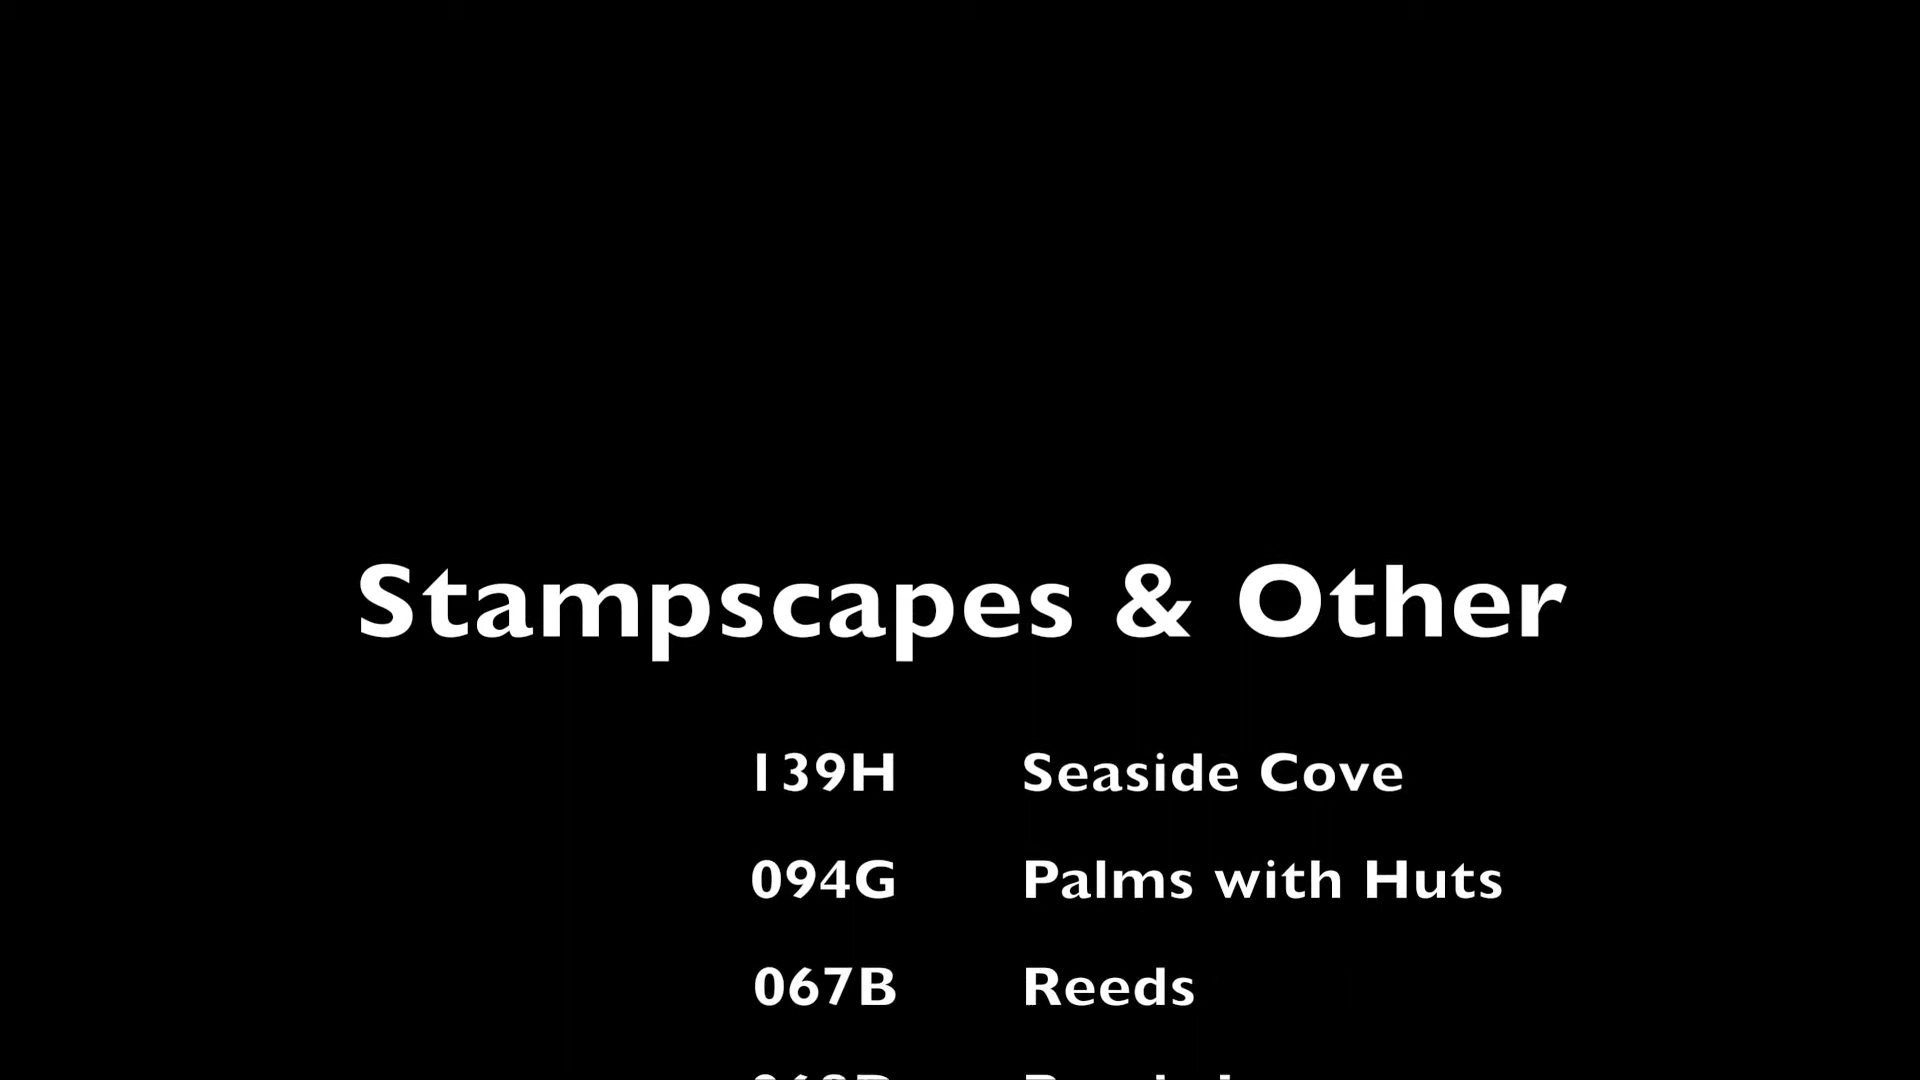 Stampscapes & Other
139H Seaside Cove
094G Palms with Huts
067B Reeds